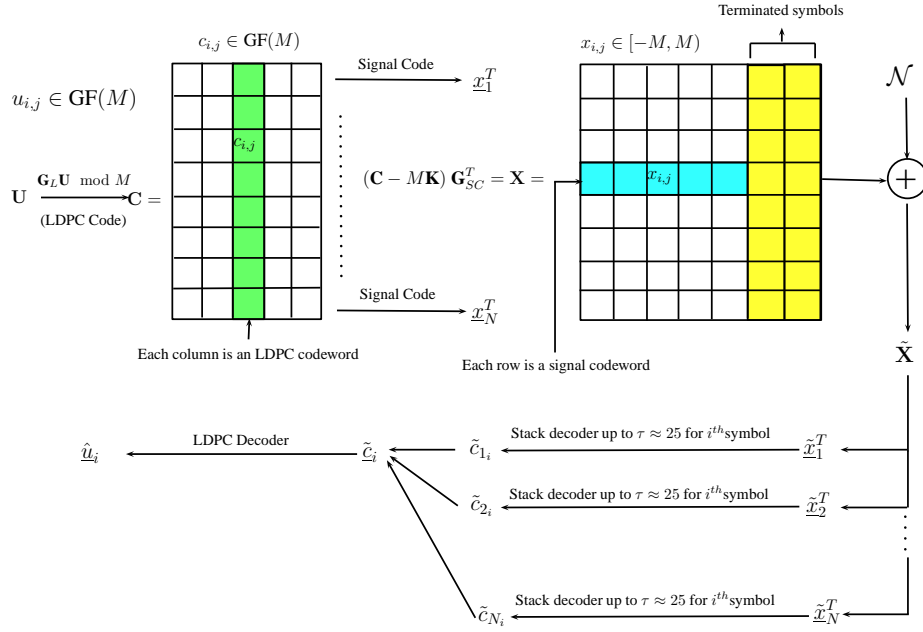 Terminated symbols
c_{i,j} ∈ GF(M)
x_{i,j} ∈ [−M, M)
Signal Code
x_1^T
u_{i,j} ∈ GF(M)
𝒩
c_{i,j}
U
G_L U mod M
(LDPC Code)
C =
(C − MK) G_{SC}^T = X =
x_{i,j}
+
Signal Code
x_N^T
Each column is an LDPC codeword
Each row is a signal codeword
X̃
û_i
LDPC Decoder
c̃_i
c̃_{1_i}
Stack decoder up to τ ≈ 25 for i^{th} symbol
x̃_1^T
c̃_{2_i}
Stack decoder up to τ ≈ 25 for i^{th} symbol
x̃_2^T
c̃_{N_i}
Stack decoder up to τ ≈ 25 for i^{th} symbol
x̃_N^T